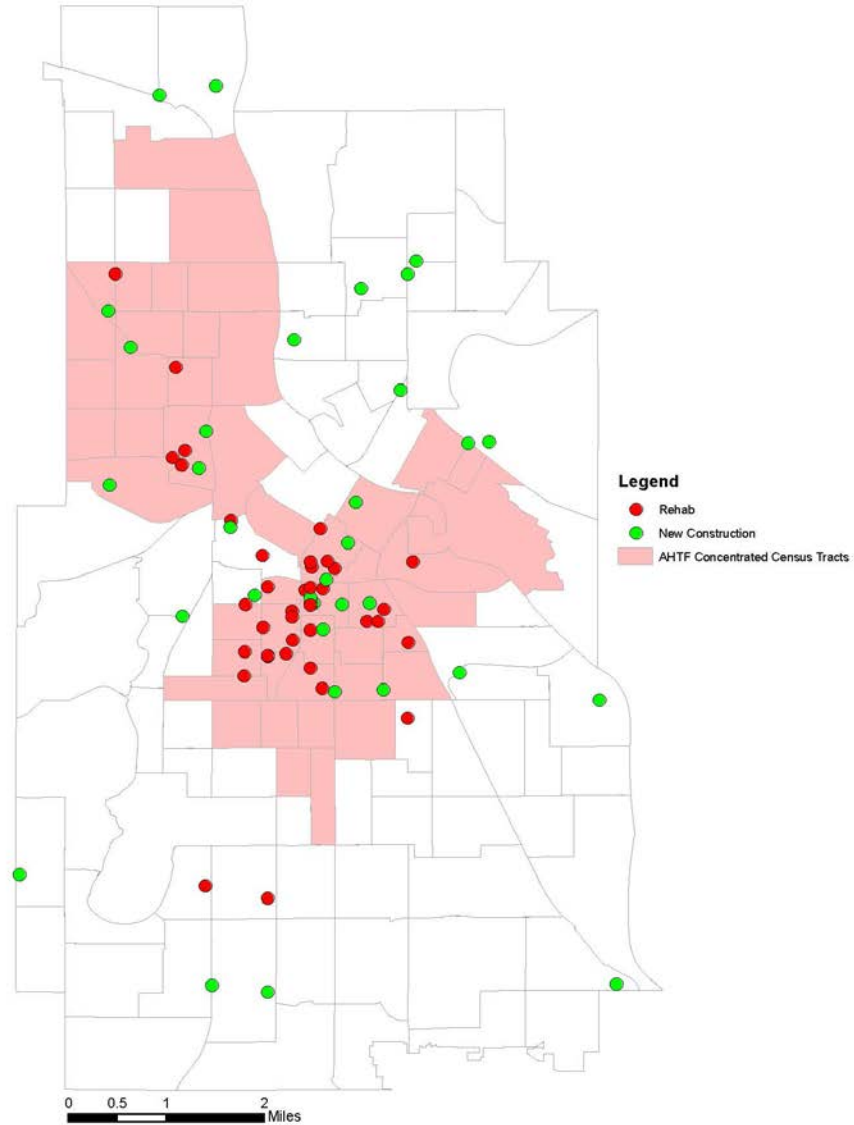 Legend
Rehab
New Construction
AHTF Concentrated Census Tracts
0 0.5 1 2
Miles